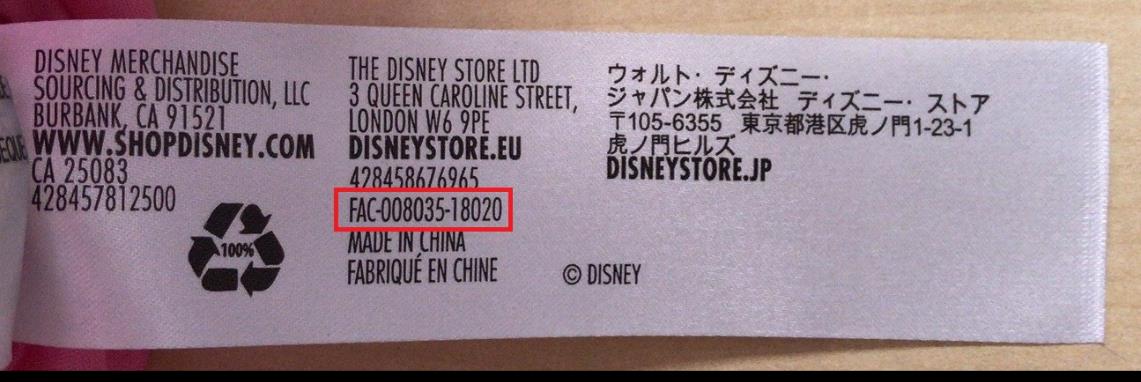 DISNEY MERCHANDISE
SOURCING & DISTRIBUTION, LLC
BURBANK, CA 91521
WWW.SHOPDISNEY.COM
CA 25083
428457812500
100%
THE DISNEY STORE LTD
3 QUEEN CAROLINE STREET,
LONDON W6 9PE
DISNEYSTORE.EU
428458676965
FAC-008035-18020
MADE IN CHINA
FABRIQUÉ EN CHINE
© DISNEY
ウォルト・ディズニー・
ジャパン株式会社 ディズニー・ストア
〒105-6355 東京都港区虎ノ門1-23-1
虎ノ門ヒルズ
DISNEYSTORE.JP